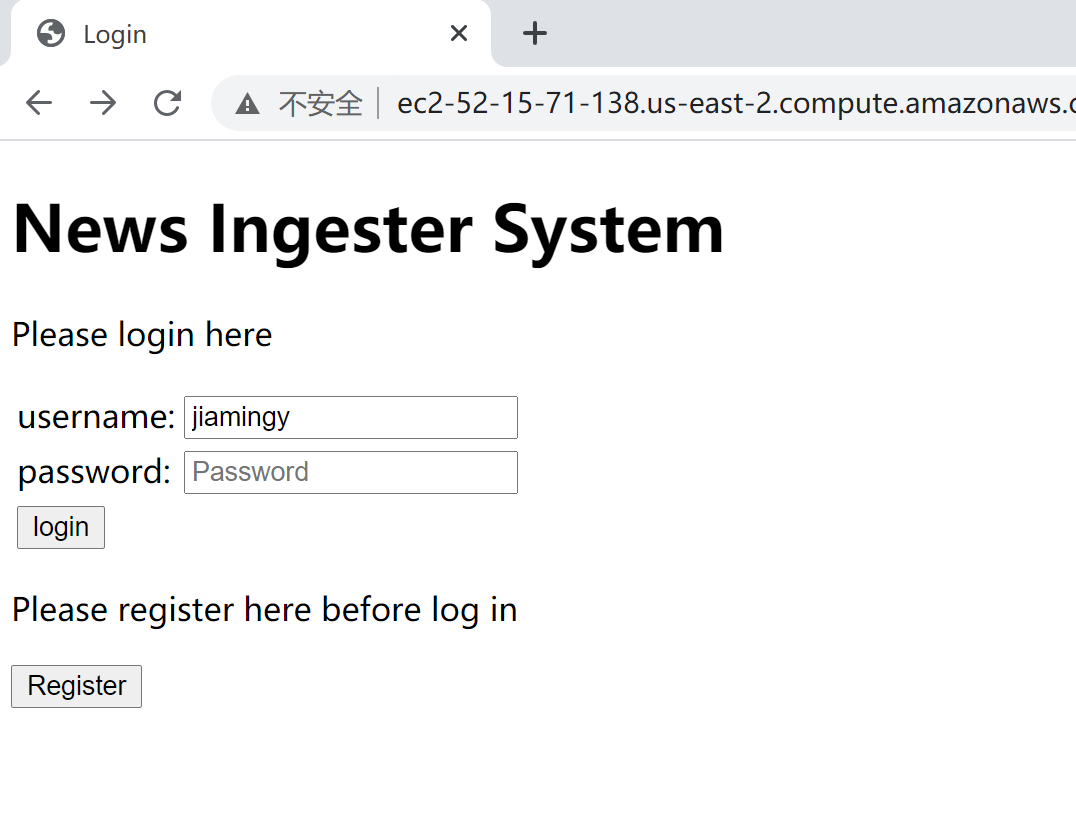 Login
不安全 ec2-52-15-71-138.us-east-2.compute.amazonaws.c
News Ingester System
Please login here
username: jiamingy
password: Password
login
Please register here before log in
Register